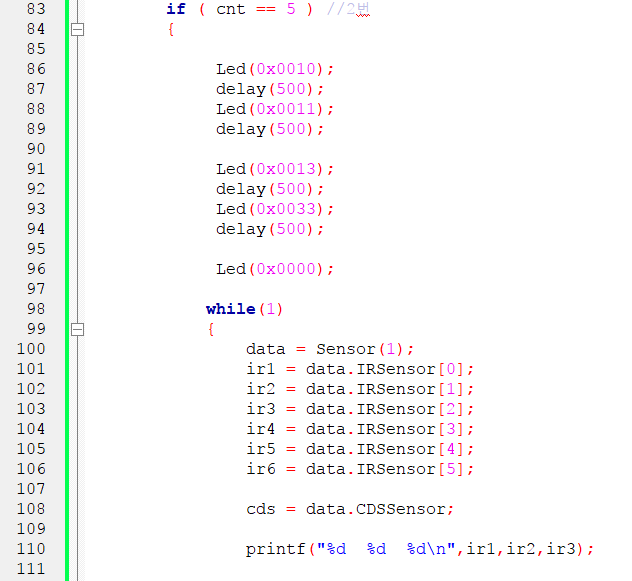 83 if ( cnt == 5 ) //2번
84 {
85
86 Led(0x0010);
87 delay(500);
88 Led(0x0011);
89 delay(500);
90
91 Led(0x0013);
92 delay(500);
93 Led(0x0033);
94 delay(500);
95
96 Led(0x0000);
97
98 while(1)
99 {
100 data = Sensor(1);
101 ir1 = data.IRSensor[0];
102 ir2 = data.IRSensor[1];
103 ir3 = data.IRSensor[2];
104 ir4 = data.IRSensor[3];
105 ir5 = data.IRSensor[4];
106 ir6 = data.IRSensor[5];
107
108 cds = data.CDSSensor;
109
110 printf("%d  %d  %d\n",ir1,ir2,ir3);
111